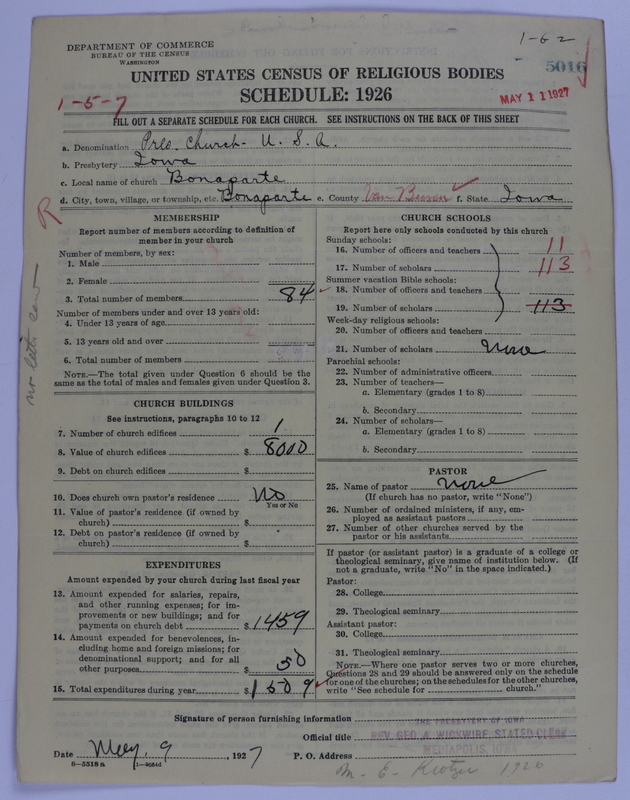 1-62
DEPARTMENT OF COMMERCE
BUREAU OF THE CENSUS
WASHINGTON
5016
UNITED STATES CENSUS OF RELIGIOUS BODIES
SCHEDULE: 1926
1-5-7
MAY 11 1927
FILL OUT A SEPARATE SCHEDULE FOR EACH CHURCH. SEE INSTRUCTIONS ON THE BACK OF THIS SHEET
a. Denomination Pres. Church - U. S. A.
b. Presbytery Iowa
c. Local name of church Bonaparte
d. City, town, village, or township, etc. Bonaparte e. County Van Buren f. State Iowa
R
MEMBERSHIP
Report number of members according to definition of
member in your church
Number of members, by sex:
1. Male
2. Female
3. Total number of members 84
Number of members under and over 13 years old:
4. Under 13 years of age
5. 13 years old and over
6. Total number of members
NOTE.—The total given under Question 6 should be the
same as the total of males and females given under Question 3.
CHURCH BUILDINGS
See instructions, paragraphs 10 to 12
7. Number of church edifices 1
8. Value of church edifices $ 8000
9. Debt on church edifices $
10. Does church own pastor's residence No
Yes or No
11. Value of pastor's residence (if owned by
church) $
12. Debt on pastor's residence (if owned by
church) $
EXPENDITURES
Amount expended by your church during last fiscal year
13. Amount expended for salaries, repairs,
and other running expenses; for im-
provements or new buildings; and for
payments on church debt $ 1459
14. Amount expended for benevolences, in-
cluding home and foreign missions; for
denominational support; and for all
other purposes $ 50
15. Total expenditures during year $ 1509
CHURCH SCHOOLS
Report here only schools conducted by this church
Sunday schools:
16. Number of officers and teachers 11
17. Number of scholars 113
Summer vacation Bible schools:
18. Number of officers and teachers
19. Number of scholars 113
Week-day religious schools:
20. Number of officers and teachers
21. Number of scholars None
Parochial schools:
22. Number of administrative officers
23. Number of teachers—
a. Elementary (grades 1 to 8)
b. Secondary
24. Number of scholars—
a. Elementary (grades 1 to 8)
b. Secondary
PASTOR
25. Name of pastor None
(If church has no pastor, write "None")
26. Number of ordained ministers, if any, em-
ployed as assistant pastors
27. Number of other churches served by the
pastor or his assistants
If pastor (or assistant pastor) is a graduate of a college or
theological seminary, give name of institution below. (If
not a graduate, write "No" in the space indicated.)
Pastor:
28. College
29. Theological seminary
Assistant pastor:
30. College
31. Theological seminary
NOTE.—Where one pastor serves two or more churches,
Questions 28 and 29 should be answered only on the schedule
for one of the churches; on the schedules for the other churches,
write "See schedule for church."
Signature of person furnishing information
THE PRESBYTERY OF IOWA
Official title REV. GEO. A. WICKWIRE, STATED CLERK
MEDIAPOLIS, IOWA
Date May, 9, 1927 P. O. Address
8-5518 a
M. E. 1926